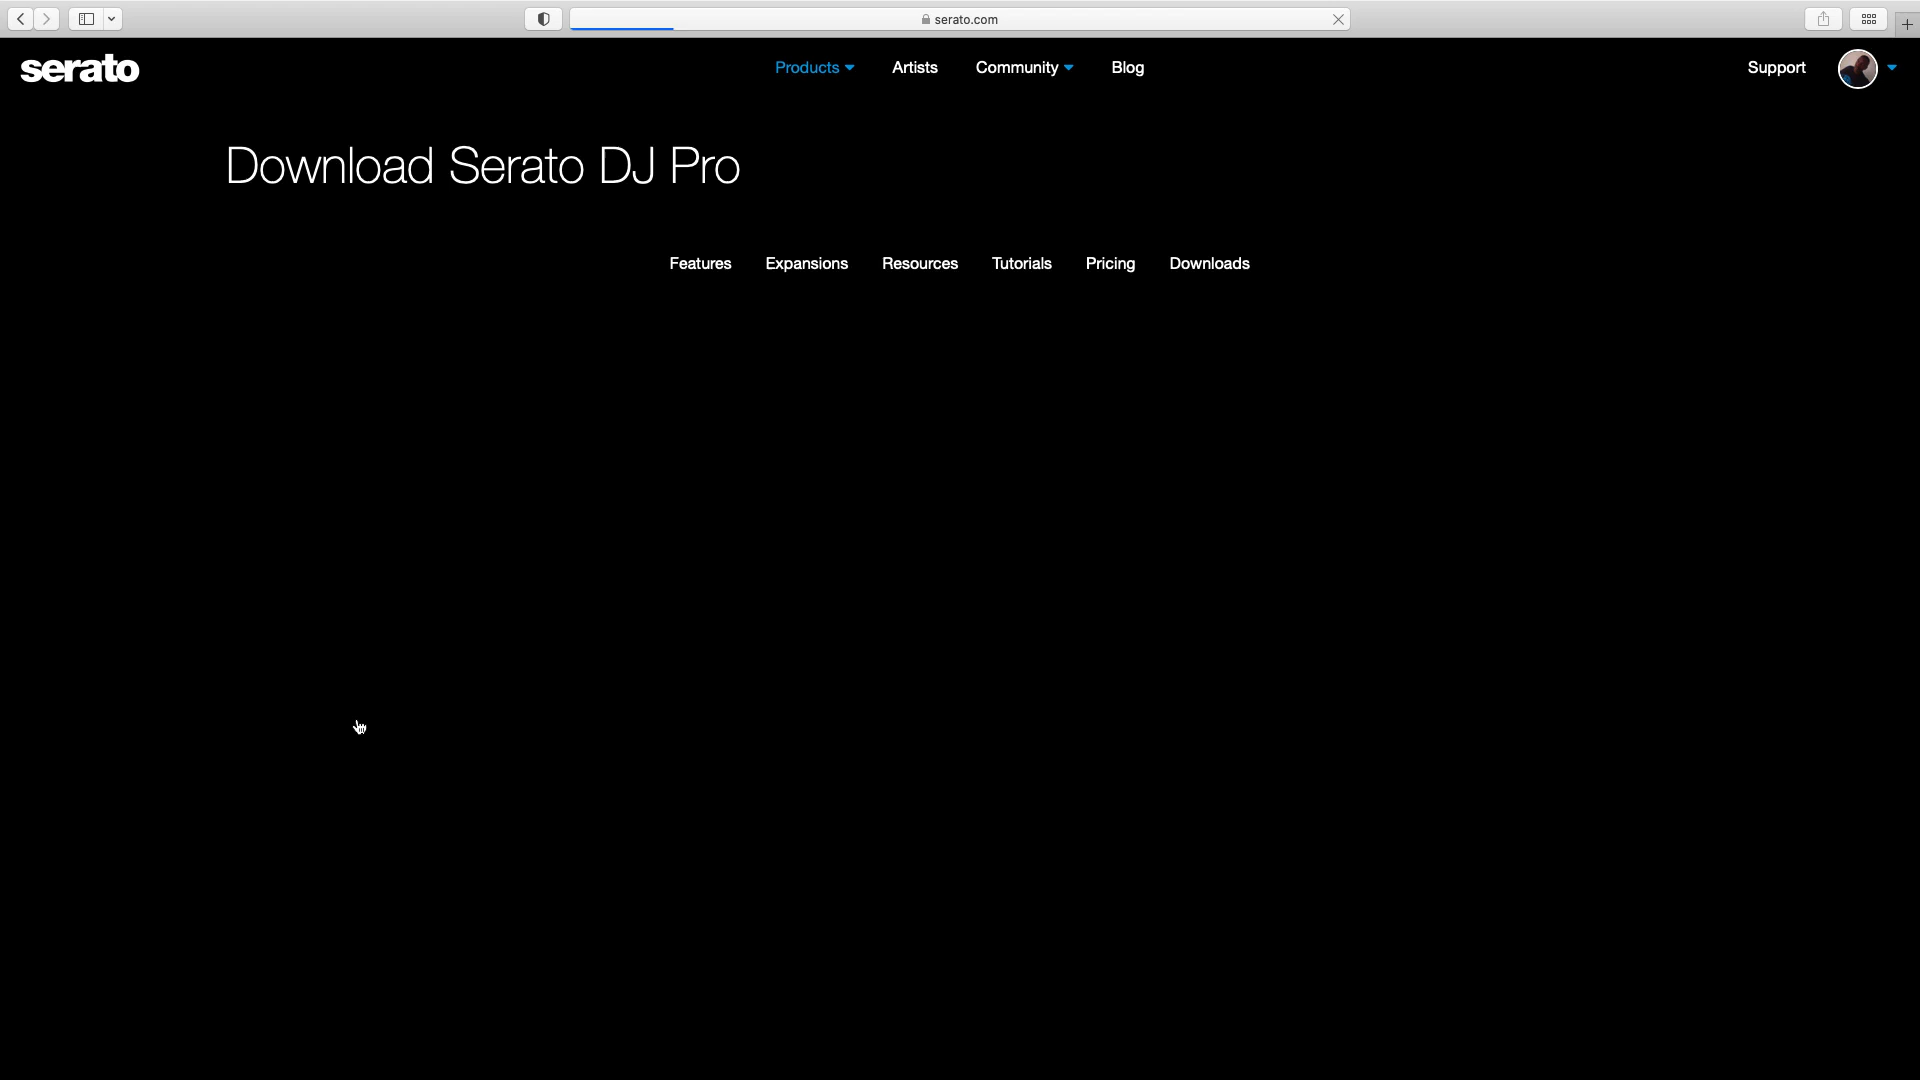 serato.com
serato
Products
Artists
Community
Blog
Support
Download Serato DJ Pro
Features
Expansions
Resources
Tutorials
Pricing
Downloads